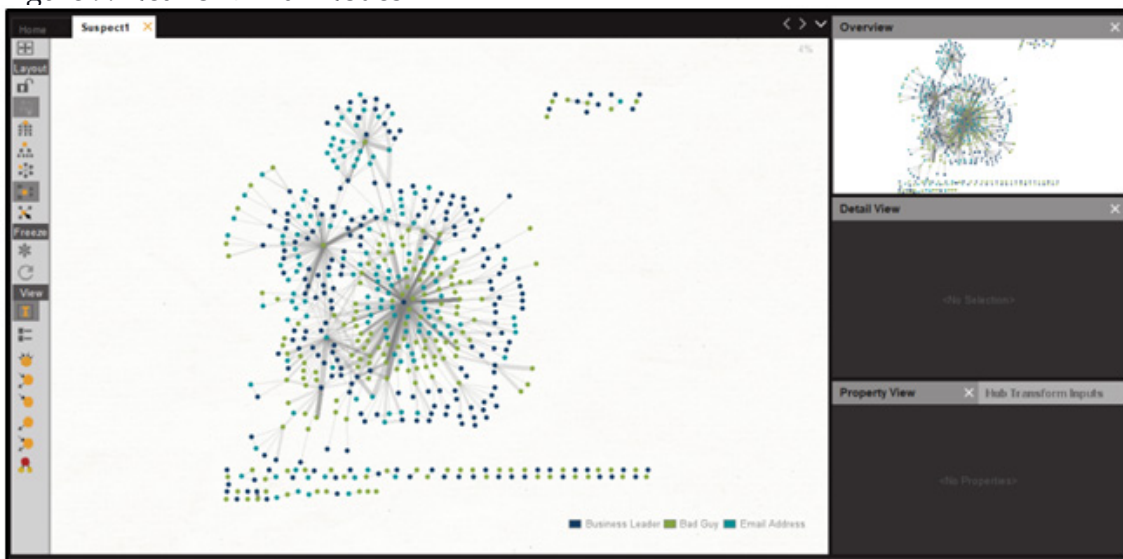 Home
Suspect1
4%
Layout
Freeze
View
Business Leader Bad Guy Email Address
Overview
Detail View
<No Selection>
Property View
Hub Transform Inputs
<No Properties>